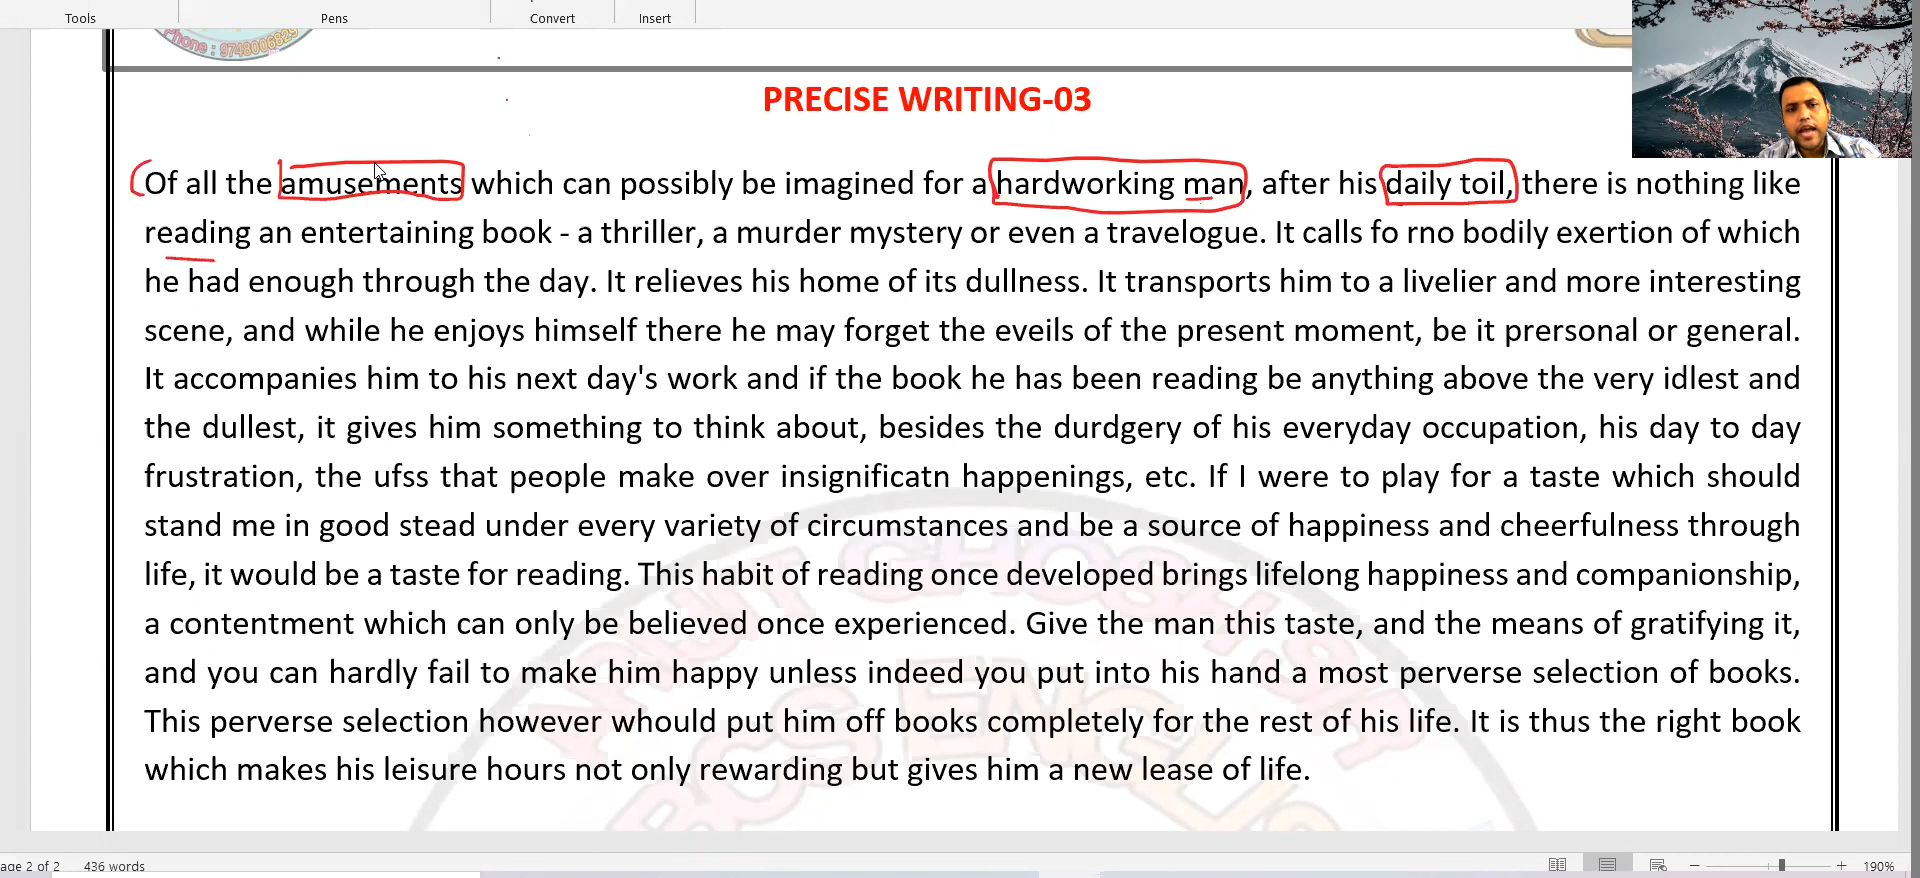 Tools Pens Convert Insert
Phone : 9748006825
PRECISE WRITING-03
Of all the amusements which can possibly be imagined for a hardworking man, after his daily toil, there is nothing like
reading an entertaining book - a thriller, a murder mystery or even a travelogue. It calls fo rno bodily exertion of which
he had enough through the day. It relieves his home of its dullness. It transports him to a livelier and more interesting
scene, and while he enjoys himself there he may forget the eveils of the present moment, be it prersonal or general.
It accompanies him to his next day's work and if the book he has been reading be anything above the very idlest and
the dullest, it gives him something to think about, besides the durdgery of his everyday occupation, his day to day
frustration, the ufss that people make over insignificatn happenings, etc. If I were to play for a taste which should
stand me in good stead under every variety of circumstances and be a source of happiness and cheerfulness through
life, it would be a taste for reading. This habit of reading once developed brings lifelong happiness and companionship,
a contentment which can only be believed once experienced. Give the man this taste, and the means of gratifying it,
and you can hardly fail to make him happy unless indeed you put into his hand a most perverse selection of books.
This perverse selection however whould put him off books completely for the rest of his life. It is thus the right book
which makes his leisure hours not only rewarding but gives him a new lease of life.
GHOSH SIR
BCS ENGLIS
age 2 of 2 436 words 190%